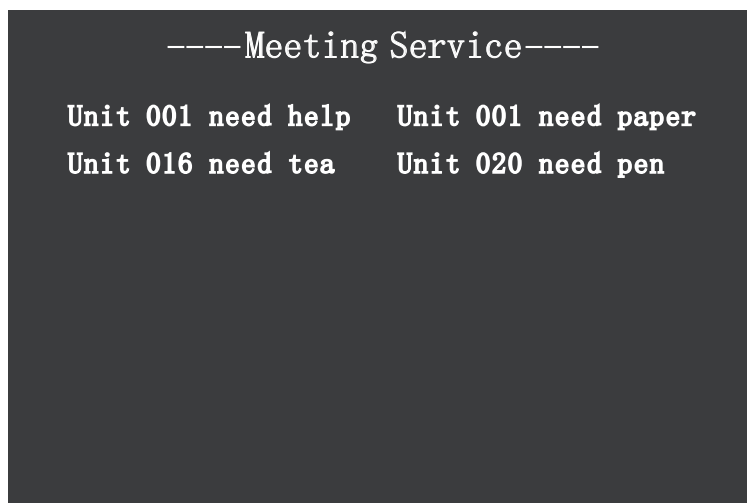 ----Meeting Service----
Unit 001 need help Unit 001 need paper
Unit 016 need tea Unit 020 need pen